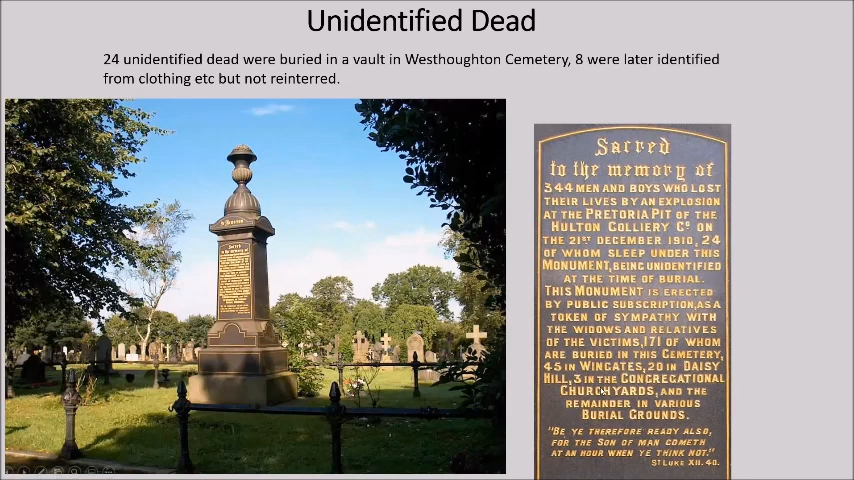 Unidentified Dead
24 unidentified dead were buried in a vault in Westhoughton Cemetery, 8 were later identified
from clothing etc but not reinterred.
Sacred
to the memory of
344 MEN AND BOYS WHO LOST
THEIR LIVES BY AN EXPLOSION
AT THE PRETORIA PIT OF THE
HULTON COLLIERY Co. ON
THE 21ST DECEMBER 1910, 24
OF WHOM SLEEP UNDER THIS
MONUMENT, BEING UNIDENTIFIED
AT THE TIME OF BURIAL.
THIS MONUMENT IS ERECTED
BY PUBLIC SUBSCRIPTION, AS A
TOKEN OF SYMPATHY WITH
THE WIDOWS AND RELATIVES
OF THE VICTIMS, 171 OF WHOM
ARE BURIED IN THIS CEMETERY,
45 IN WINGATES, 20 IN DAISY
HILL, 3 IN THE CONGREGATIONAL
CHURCHYARDS, AND THE
REMAINDER IN VARIOUS
BURIAL GROUNDS.
"BE YE THEREFORE READY ALSO,
FOR THE SON OF MAN COMETH
AT AN HOUR WHEN YE THINK NOT."
ST LUKE XII. 40.